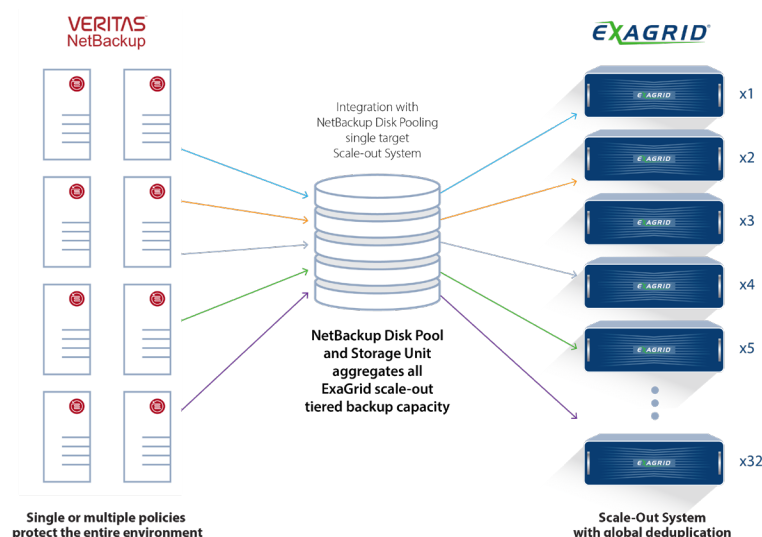 VERITAS
NetBackup
EXAGRID
Integration with
NetBackup Disk Pooling
single target
Scale-out System
EXAGRID
x1
EXAGRID
x2
EXAGRID
x3
EXAGRID
x4
EXAGRID
x5
EXAGRID
x32
NetBackup Disk Pool
and Storage Unit
aggregates all
ExaGrid scale-out
tiered backup capacity
Single or multiple policies
protect the entire environment
Scale-Out System
with global deduplication